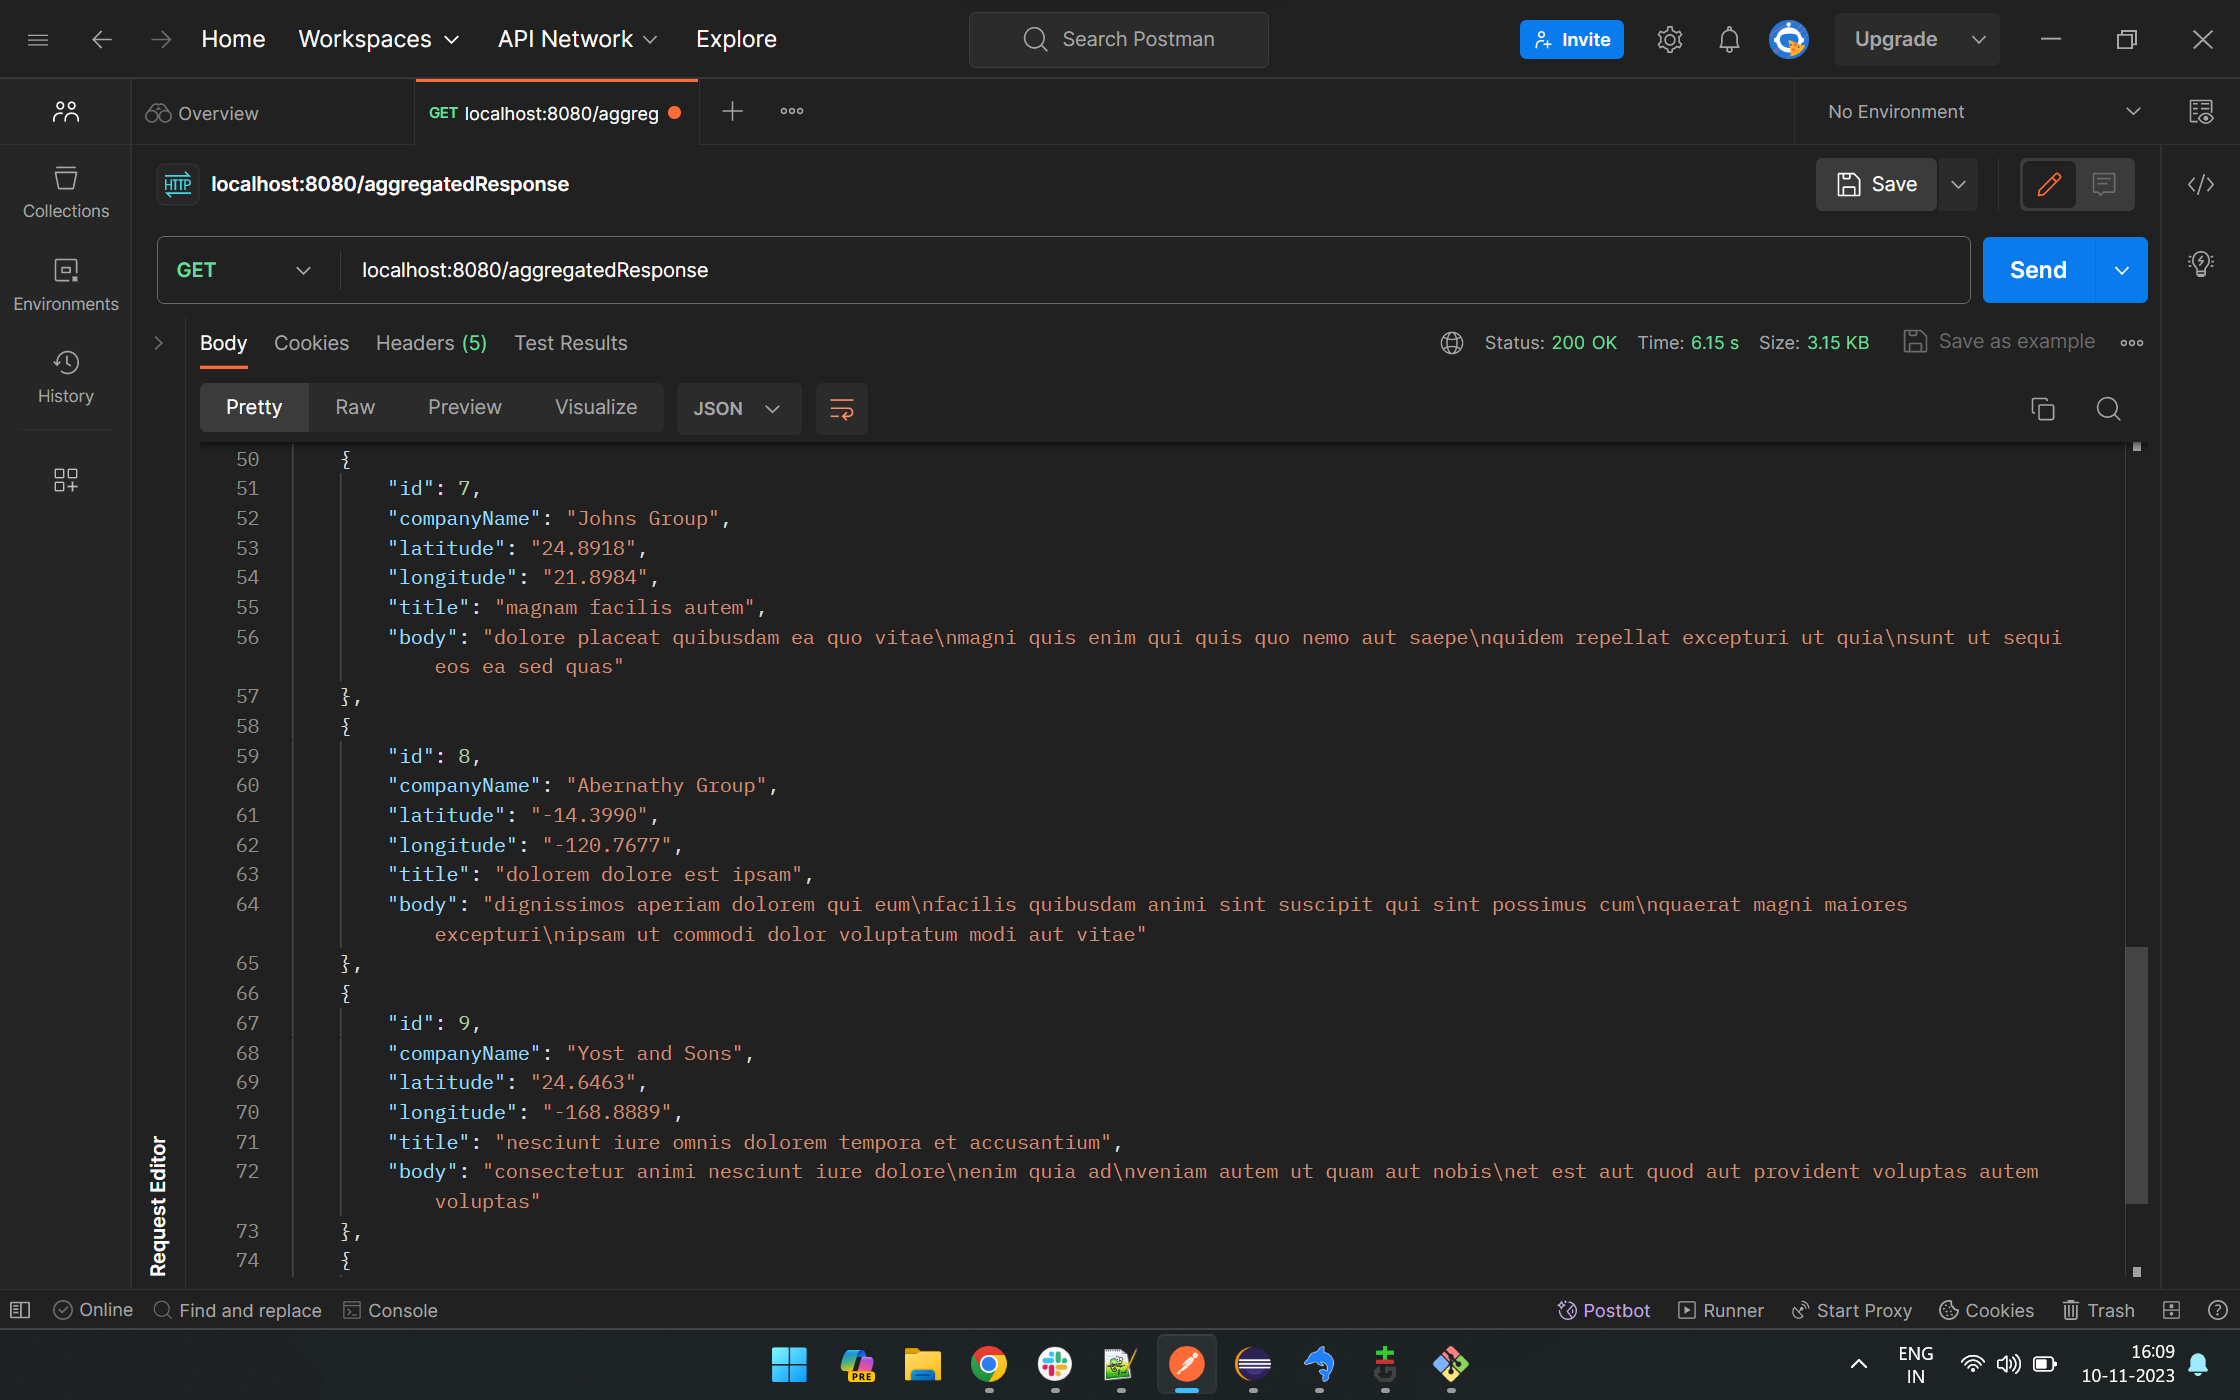 Home Workspaces API Network Explore Search Postman Invite Upgrade
Overview GET localhost:8080/aggreg No Environment
HTTP localhost:8080/aggregatedResponse Save
Collections
GET localhost:8080/aggregatedResponse Send
Environments
Body Cookies Headers (5) Test Results Status: 200 OK Time: 6.15 s Size: 3.15 KB Save as example
History
Pretty Raw Preview Visualize JSON
50 {
51 "id": 7,
52 "companyName": "Johns Group",
53 "latitude": "24.8918",
54 "longitude": "21.8984",
55 "title": "magnam facilis autem",
56 "body": "dolore placeat quibusdam ea quo vitae\nmagni quis enim qui quis quo nemo aut saepe\nquidem repellat excepturi ut quia\nsunt ut sequi
eos ea sed quas"
57 },
58 {
59 "id": 8,
60 "companyName": "Abernathy Group",
61 "latitude": "-14.3990",
62 "longitude": "-120.7677",
63 "title": "dolorem dolore est ipsam",
64 "body": "dignissimos aperiam dolorem qui eum\nfacilis quibusdam animi sint suscipit qui sint possimus cum\nquaerat magni maiores
excepturi\nipsam ut commodi dolor voluptatum modi aut vitae"
65 },
66 {
67 "id": 9,
68 "companyName": "Yost and Sons",
69 "latitude": "24.6463",
70 "longitude": "-168.8889",
71 "title": "nesciunt iure omnis dolorem tempora et accusantium",
72 "body": "consectetur animi nesciunt iure dolore\nenim quia ad\nveniam autem ut quam aut nobis\net est aut quod aut provident voluptas autem
voluptas"
73 },
74 {
Request Editor
Online Find and replace Console Postbot Runner Start Proxy Cookies Trash
PRE
ENG
IN
16:09
10-11-2023